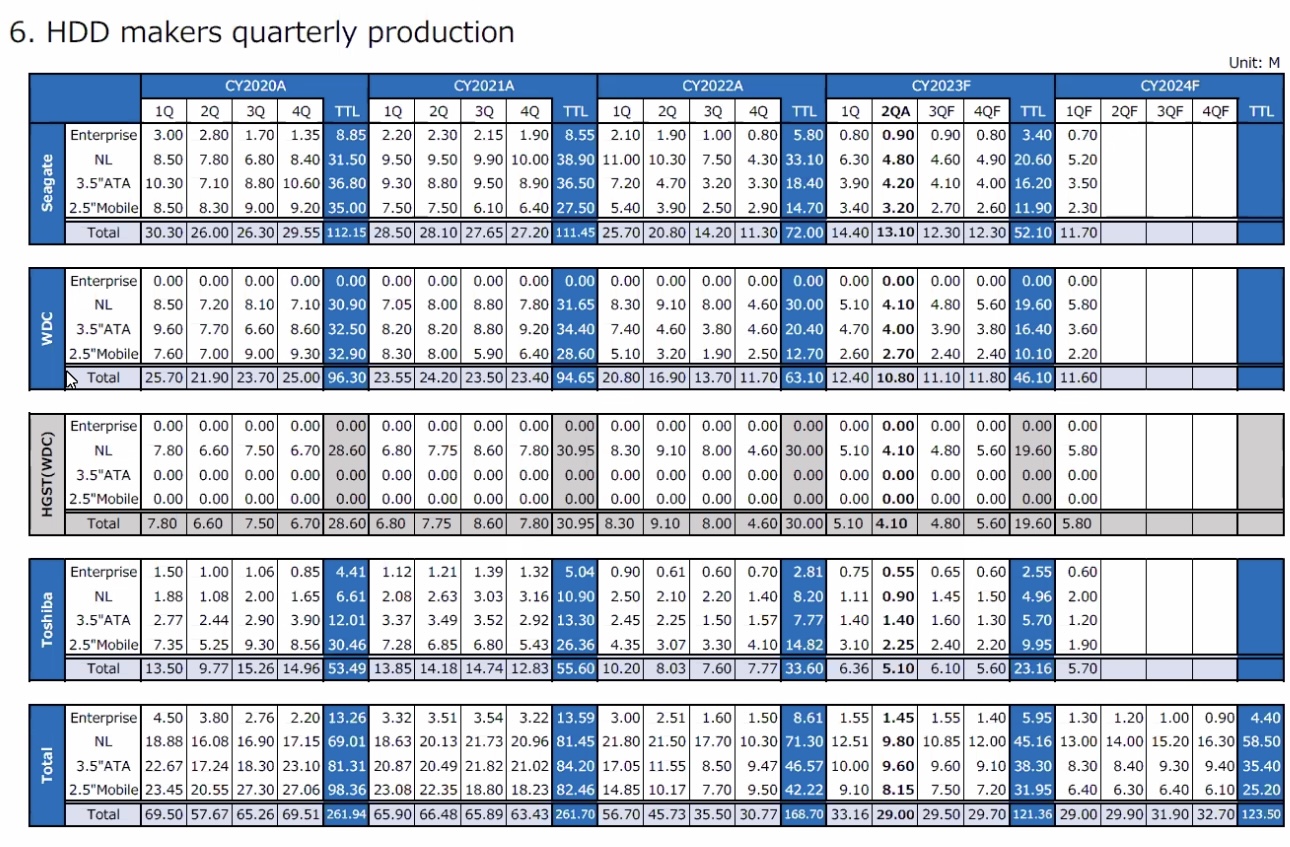 6. HDD makers quarterly production
Unit: M
CY2020A CY2021A CY2022A CY2023F CY2024F
1Q 2Q 3Q 4Q TTL 1Q 2Q 3Q 4Q TTL 1Q 2Q 3Q 4Q TTL 1Q 2QA 3QF 4QF TTL 1QF 2QF 3QF 4QF TTL
Seagate
Enterprise 3.00 2.80 1.70 1.35 8.85 2.20 2.30 2.15 1.90 8.55 2.10 1.90 1.00 0.80 5.80 0.80 0.90 0.90 0.80 3.40 0.70
NL 8.50 7.80 6.80 8.40 31.50 9.50 9.50 9.90 10.00 38.90 11.00 10.30 7.50 4.30 33.10 6.30 4.80 4.60 4.90 20.60 5.20
3.5"ATA 10.30 7.10 8.80 10.60 36.80 9.30 8.80 9.50 8.90 36.50 7.20 4.70 3.20 3.30 18.40 3.90 4.20 4.10 4.00 16.20 3.50
2.5"Mobile 8.50 8.30 9.00 9.20 35.00 7.50 7.50 6.10 6.40 27.50 5.40 3.90 2.50 2.90 14.70 3.40 3.20 2.70 2.60 11.90 2.30
Total 30.30 26.00 26.30 29.55 112.15 28.50 28.10 27.65 27.20 111.45 25.70 20.80 14.20 11.30 72.00 14.40 13.10 12.30 12.30 52.10 11.70
WDC
Enterprise 0.00 0.00 0.00 0.00 0.00 0.00 0.00 0.00 0.00 0.00 0.00 0.00 0.00 0.00 0.00 0.00 0.00 0.00 0.00 0.00 0.00
NL 8.50 7.20 8.10 7.10 30.90 7.05 8.00 8.80 7.80 31.65 8.30 9.10 8.00 4.60 30.00 5.10 4.10 4.80 5.60 19.60 5.80
3.5"ATA 9.60 7.70 6.60 8.60 32.50 8.20 8.20 8.80 9.20 34.40 7.40 4.60 3.80 4.60 20.40 4.70 4.00 3.90 3.80 16.40 3.60
2.5"Mobile 7.60 7.00 9.00 9.30 32.90 8.30 8.00 5.90 6.40 28.60 5.10 3.20 1.90 2.50 12.70 2.60 2.70 2.40 2.40 10.10 2.20
Total 25.70 21.90 23.70 25.00 96.30 23.55 24.20 23.50 23.40 94.65 20.80 16.90 13.70 11.70 63.10 12.40 10.80 11.10 11.80 46.10 11.60
HGST(WDC)
Enterprise 0.00 0.00 0.00 0.00 0.00 0.00 0.00 0.00 0.00 0.00 0.00 0.00 0.00 0.00 0.00 0.00 0.00 0.00 0.00 0.00 0.00
NL 7.80 6.60 7.50 6.70 28.60 6.80 7.75 8.60 7.80 30.95 8.30 9.10 8.00 4.60 30.00 5.10 4.10 4.80 5.60 19.60 5.80
3.5"ATA 0.00 0.00 0.00 0.00 0.00 0.00 0.00 0.00 0.00 0.00 0.00 0.00 0.00 0.00 0.00 0.00 0.00 0.00 0.00 0.00 0.00
2.5"Mobile 0.00 0.00 0.00 0.00 0.00 0.00 0.00 0.00 0.00 0.00 0.00 0.00 0.00 0.00 0.00 0.00 0.00 0.00 0.00 0.00 0.00
Total 7.80 6.60 7.50 6.70 28.60 6.80 7.75 8.60 7.80 30.95 8.30 9.10 8.00 4.60 30.00 5.10 4.10 4.80 5.60 19.60 5.80
Toshiba
Enterprise 1.50 1.00 1.06 0.85 4.41 1.12 1.21 1.39 1.32 5.04 0.90 0.61 0.60 0.70 2.81 0.75 0.55 0.65 0.60 2.55 0.60
NL 1.88 1.08 2.00 1.65 6.61 2.08 2.63 3.03 3.16 10.90 2.50 2.10 2.20 1.40 8.20 1.11 0.90 1.45 1.50 4.96 2.00
3.5"ATA 2.77 2.44 2.90 3.90 12.01 3.37 3.49 3.52 2.92 13.30 2.45 2.25 1.50 1.57 7.77 1.40 1.40 1.60 1.30 5.70 1.20
2.5"Mobile 7.35 5.25 9.30 8.56 30.46 7.28 6.85 6.80 5.43 26.36 4.35 3.07 3.30 4.10 14.82 3.10 2.25 2.40 2.20 9.95 1.90
Total 13.50 9.77 15.26 14.96 53.49 13.85 14.18 14.74 12.83 55.60 10.20 8.03 7.60 7.77 33.60 6.36 5.10 6.10 5.60 23.16 5.70
Total
Enterprise 4.50 3.80 2.76 2.20 13.26 3.32 3.51 3.54 3.22 13.59 3.00 2.51 1.60 1.50 8.61 1.55 1.45 1.55 1.40 5.95 1.30 1.20 1.00 0.90 4.40
NL 18.88 16.08 16.90 17.15 69.01 18.63 20.13 21.73 20.96 81.45 21.80 21.50 17.70 10.30 71.30 12.51 9.80 10.85 12.00 45.16 13.00 14.00 15.20 16.30 58.50
3.5"ATA 22.67 17.24 18.30 23.10 81.31 20.87 20.49 21.82 21.02 84.20 17.05 11.55 8.50 9.47 46.57 10.00 9.60 9.60 9.10 38.30 8.30 8.40 9.30 9.40 35.40
2.5"Mobile 23.45 20.55 27.30 27.06 98.36 23.08 22.35 18.80 18.23 82.46 14.85 10.17 7.70 9.50 42.22 9.10 8.15 7.50 7.20 31.95 6.40 6.30 6.40 6.10 25.20
Total 69.50 57.67 65.26 69.51 261.94 65.90 66.48 65.89 63.43 261.70 56.70 45.73 35.50 30.77 168.70 33.16 29.00 29.50 29.70 121.36 29.00 29.90 31.90 32.70 123.50